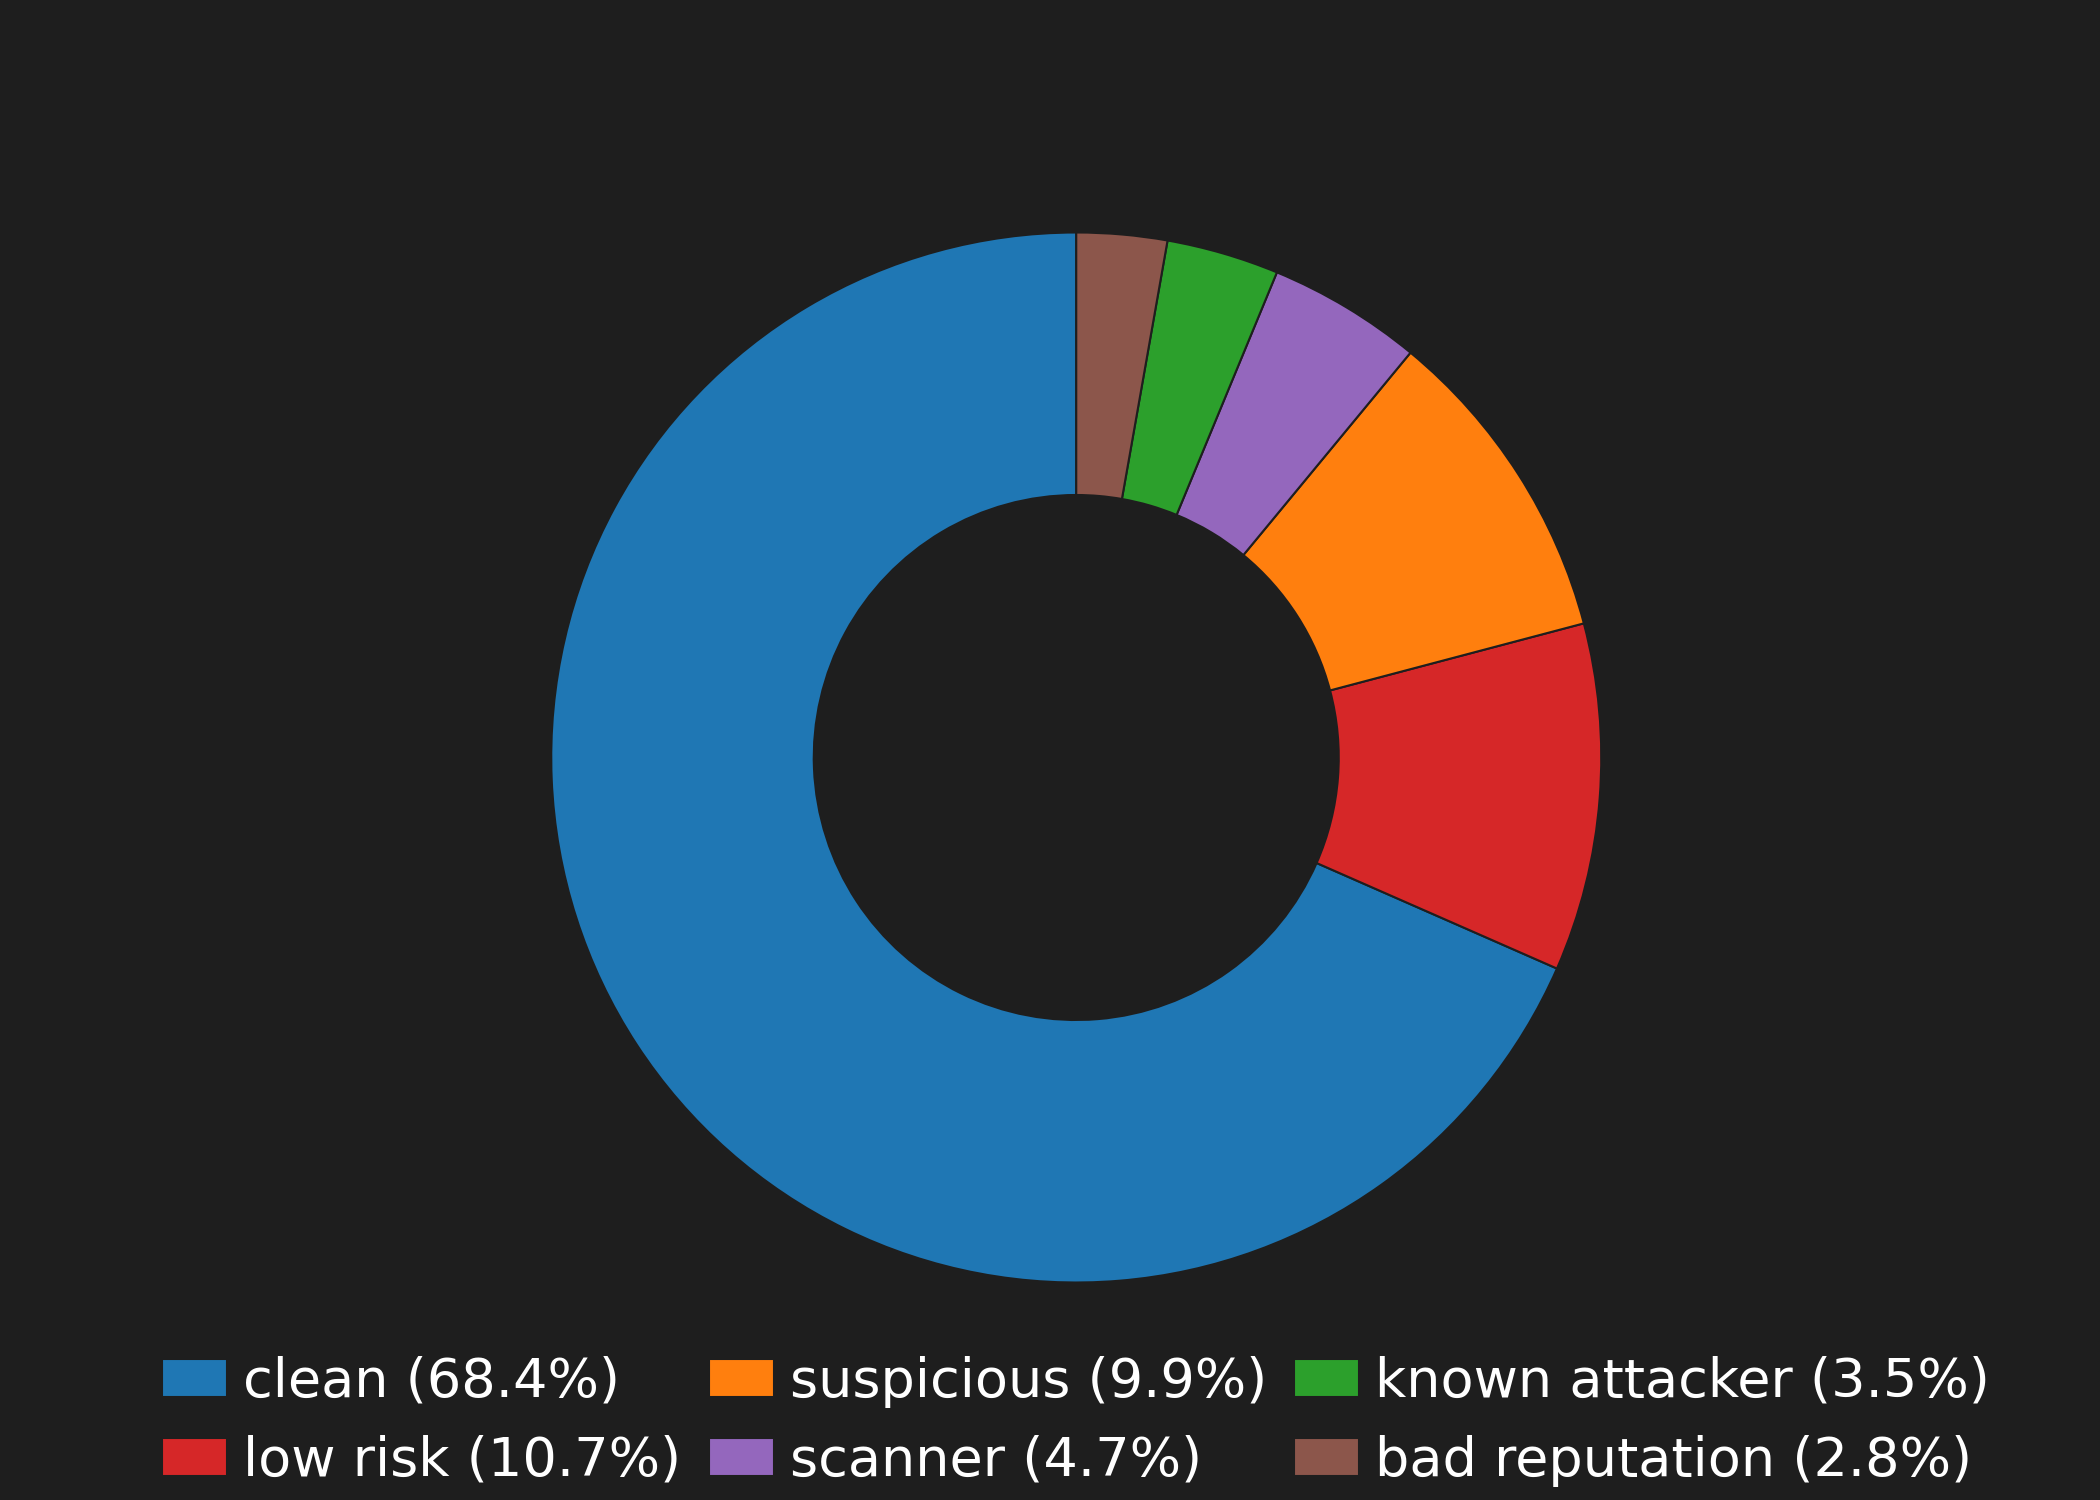 clean (68.4%)
low risk (10.7%)
suspicious (9.9%)
scanner (4.7%)
known attacker (3.5%)
bad reputation (2.8%)